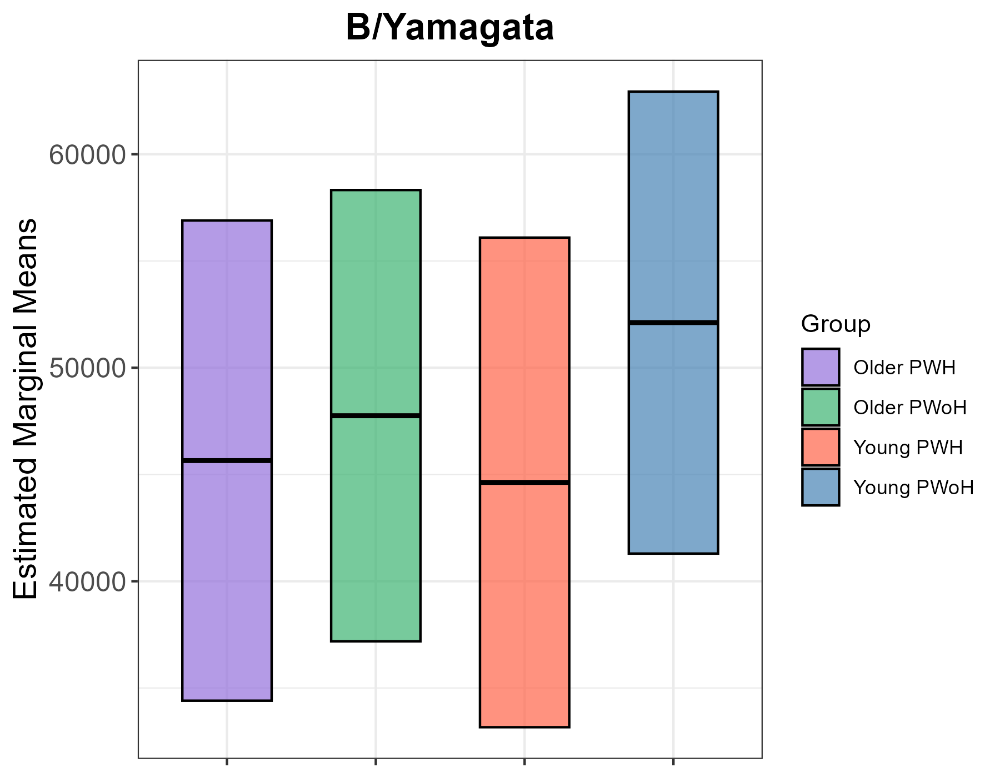 B/Yamagata
Estimated Marginal Means
60000
50000
40000
Group
Older PWH
Older PWoH
Young PWH
Young PWoH